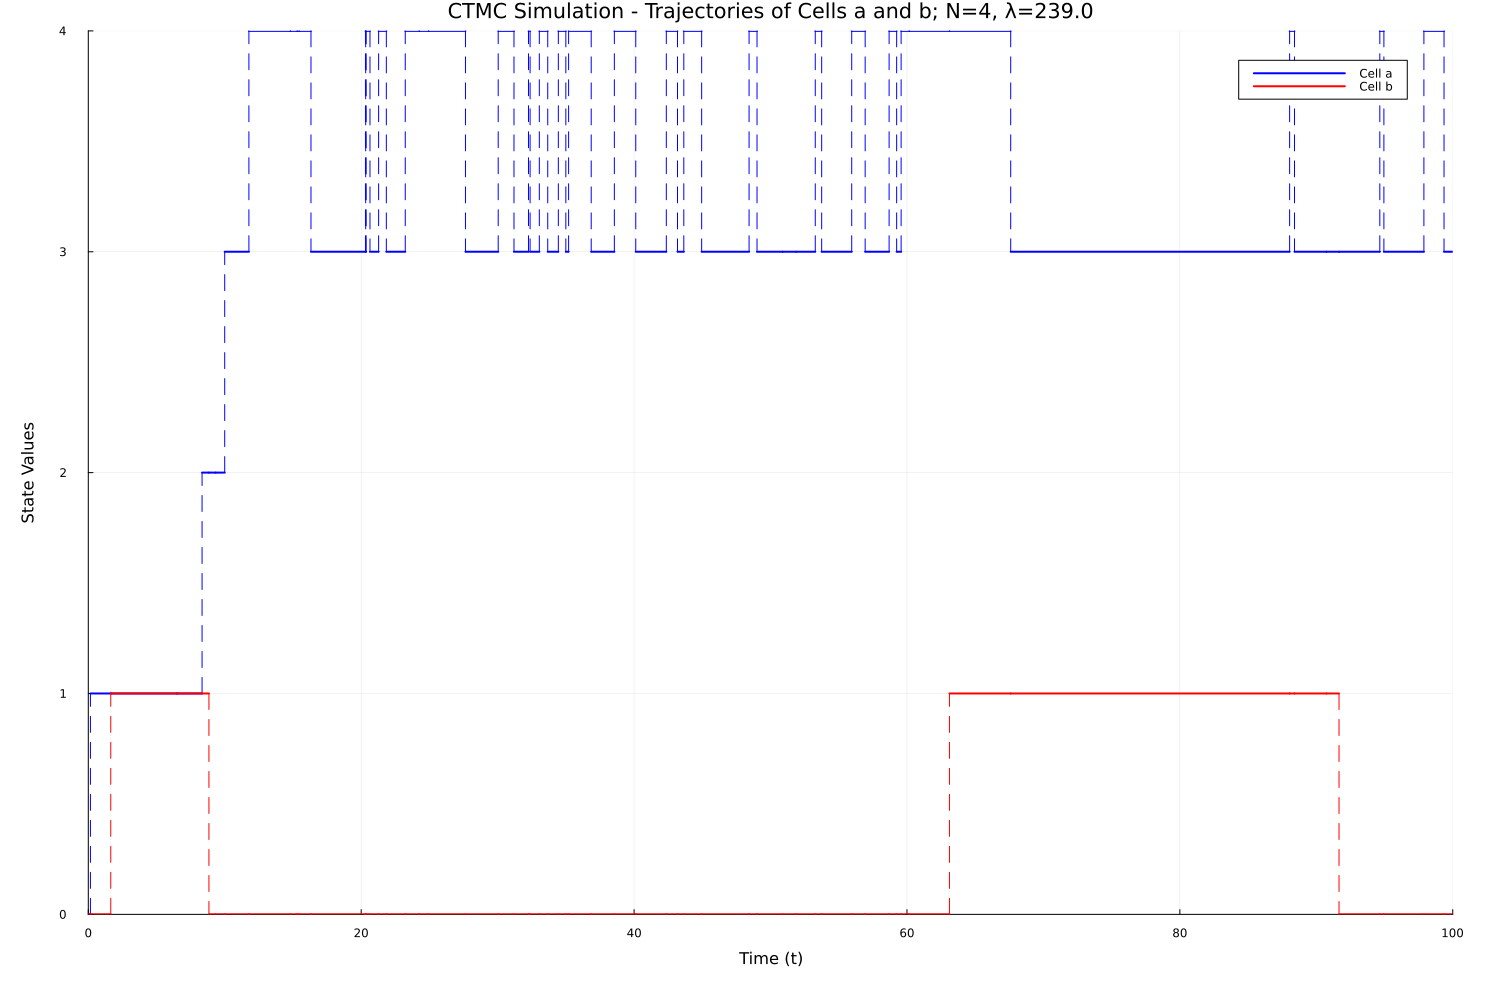 CTMC Simulation - Trajectories of Cells a and b; N=4, λ=239.0
4
Cell a
Cell b
3
State Values
2
1
0
0 20 40 60 80 100
Time (t)